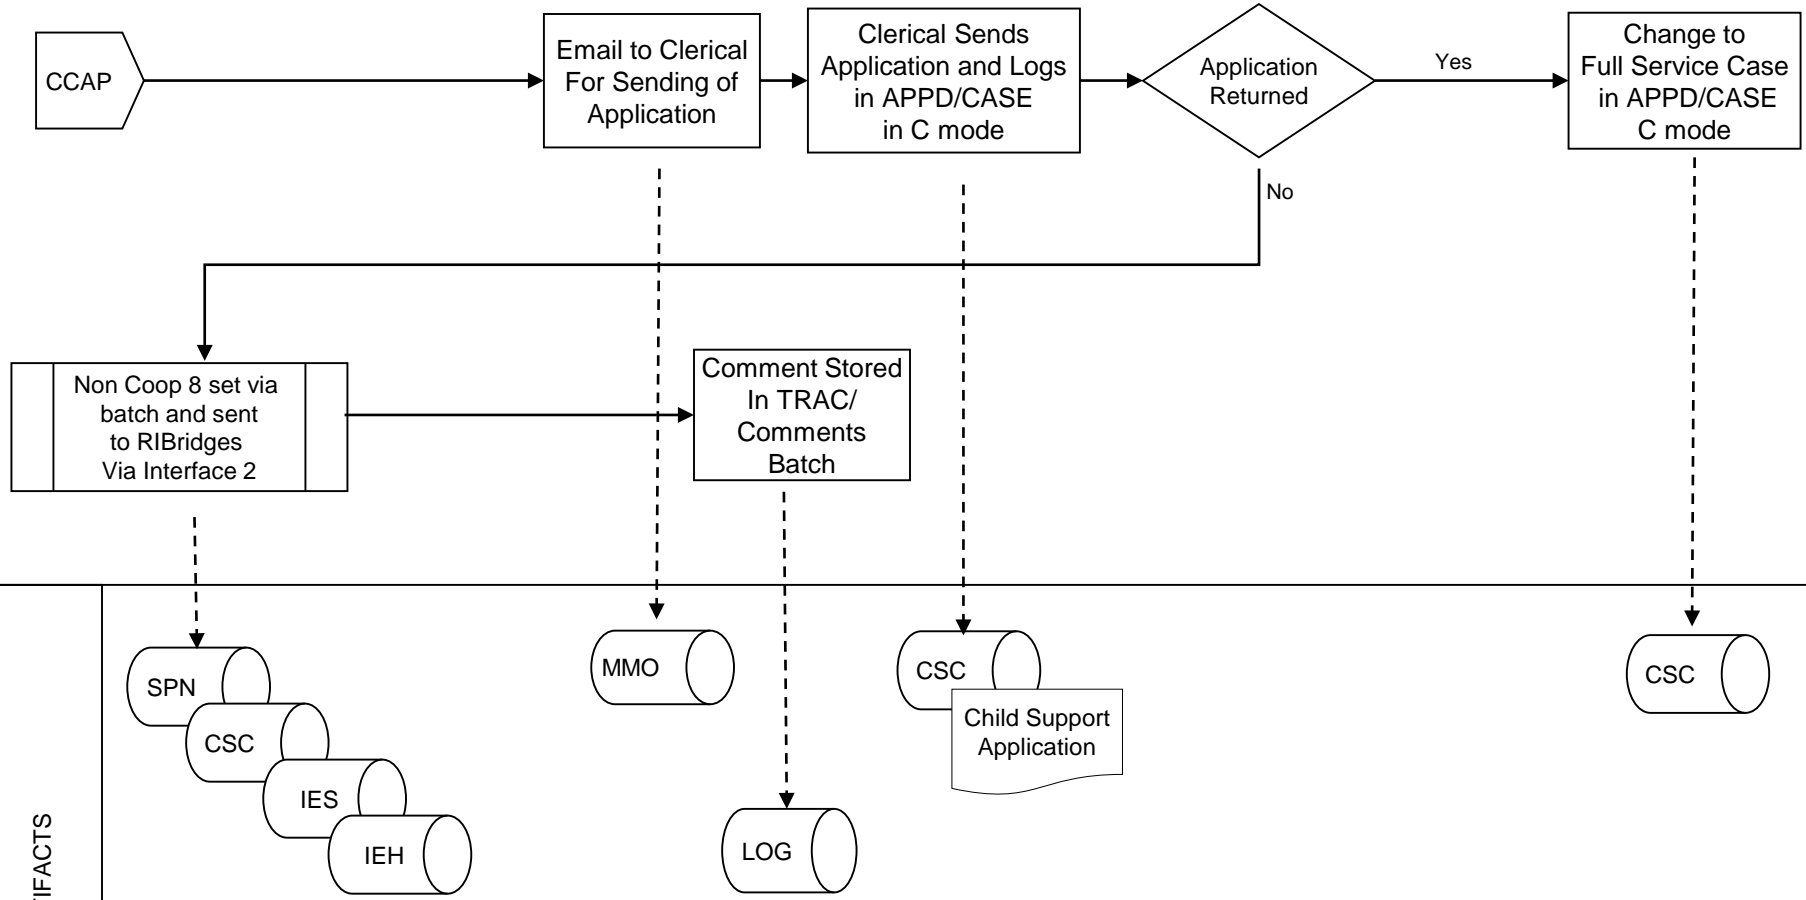 CCAP
Email to Clerical
For Sending of
Application
Clerical Sends
Application and Logs
in APPD/CASE
in C mode
Application
Returned
Yes
Change to
Full Service Case
in APPD/CASE
C mode
No
Non Coop 8 set via
batch and sent
to RIBridges
Via Interface 2
Comment Stored
In TRAC/
Comments
Batch
SPN
CSC
IES
IEH
MMO
LOG
CSC
Child Support
Application
CSC
IFACTS